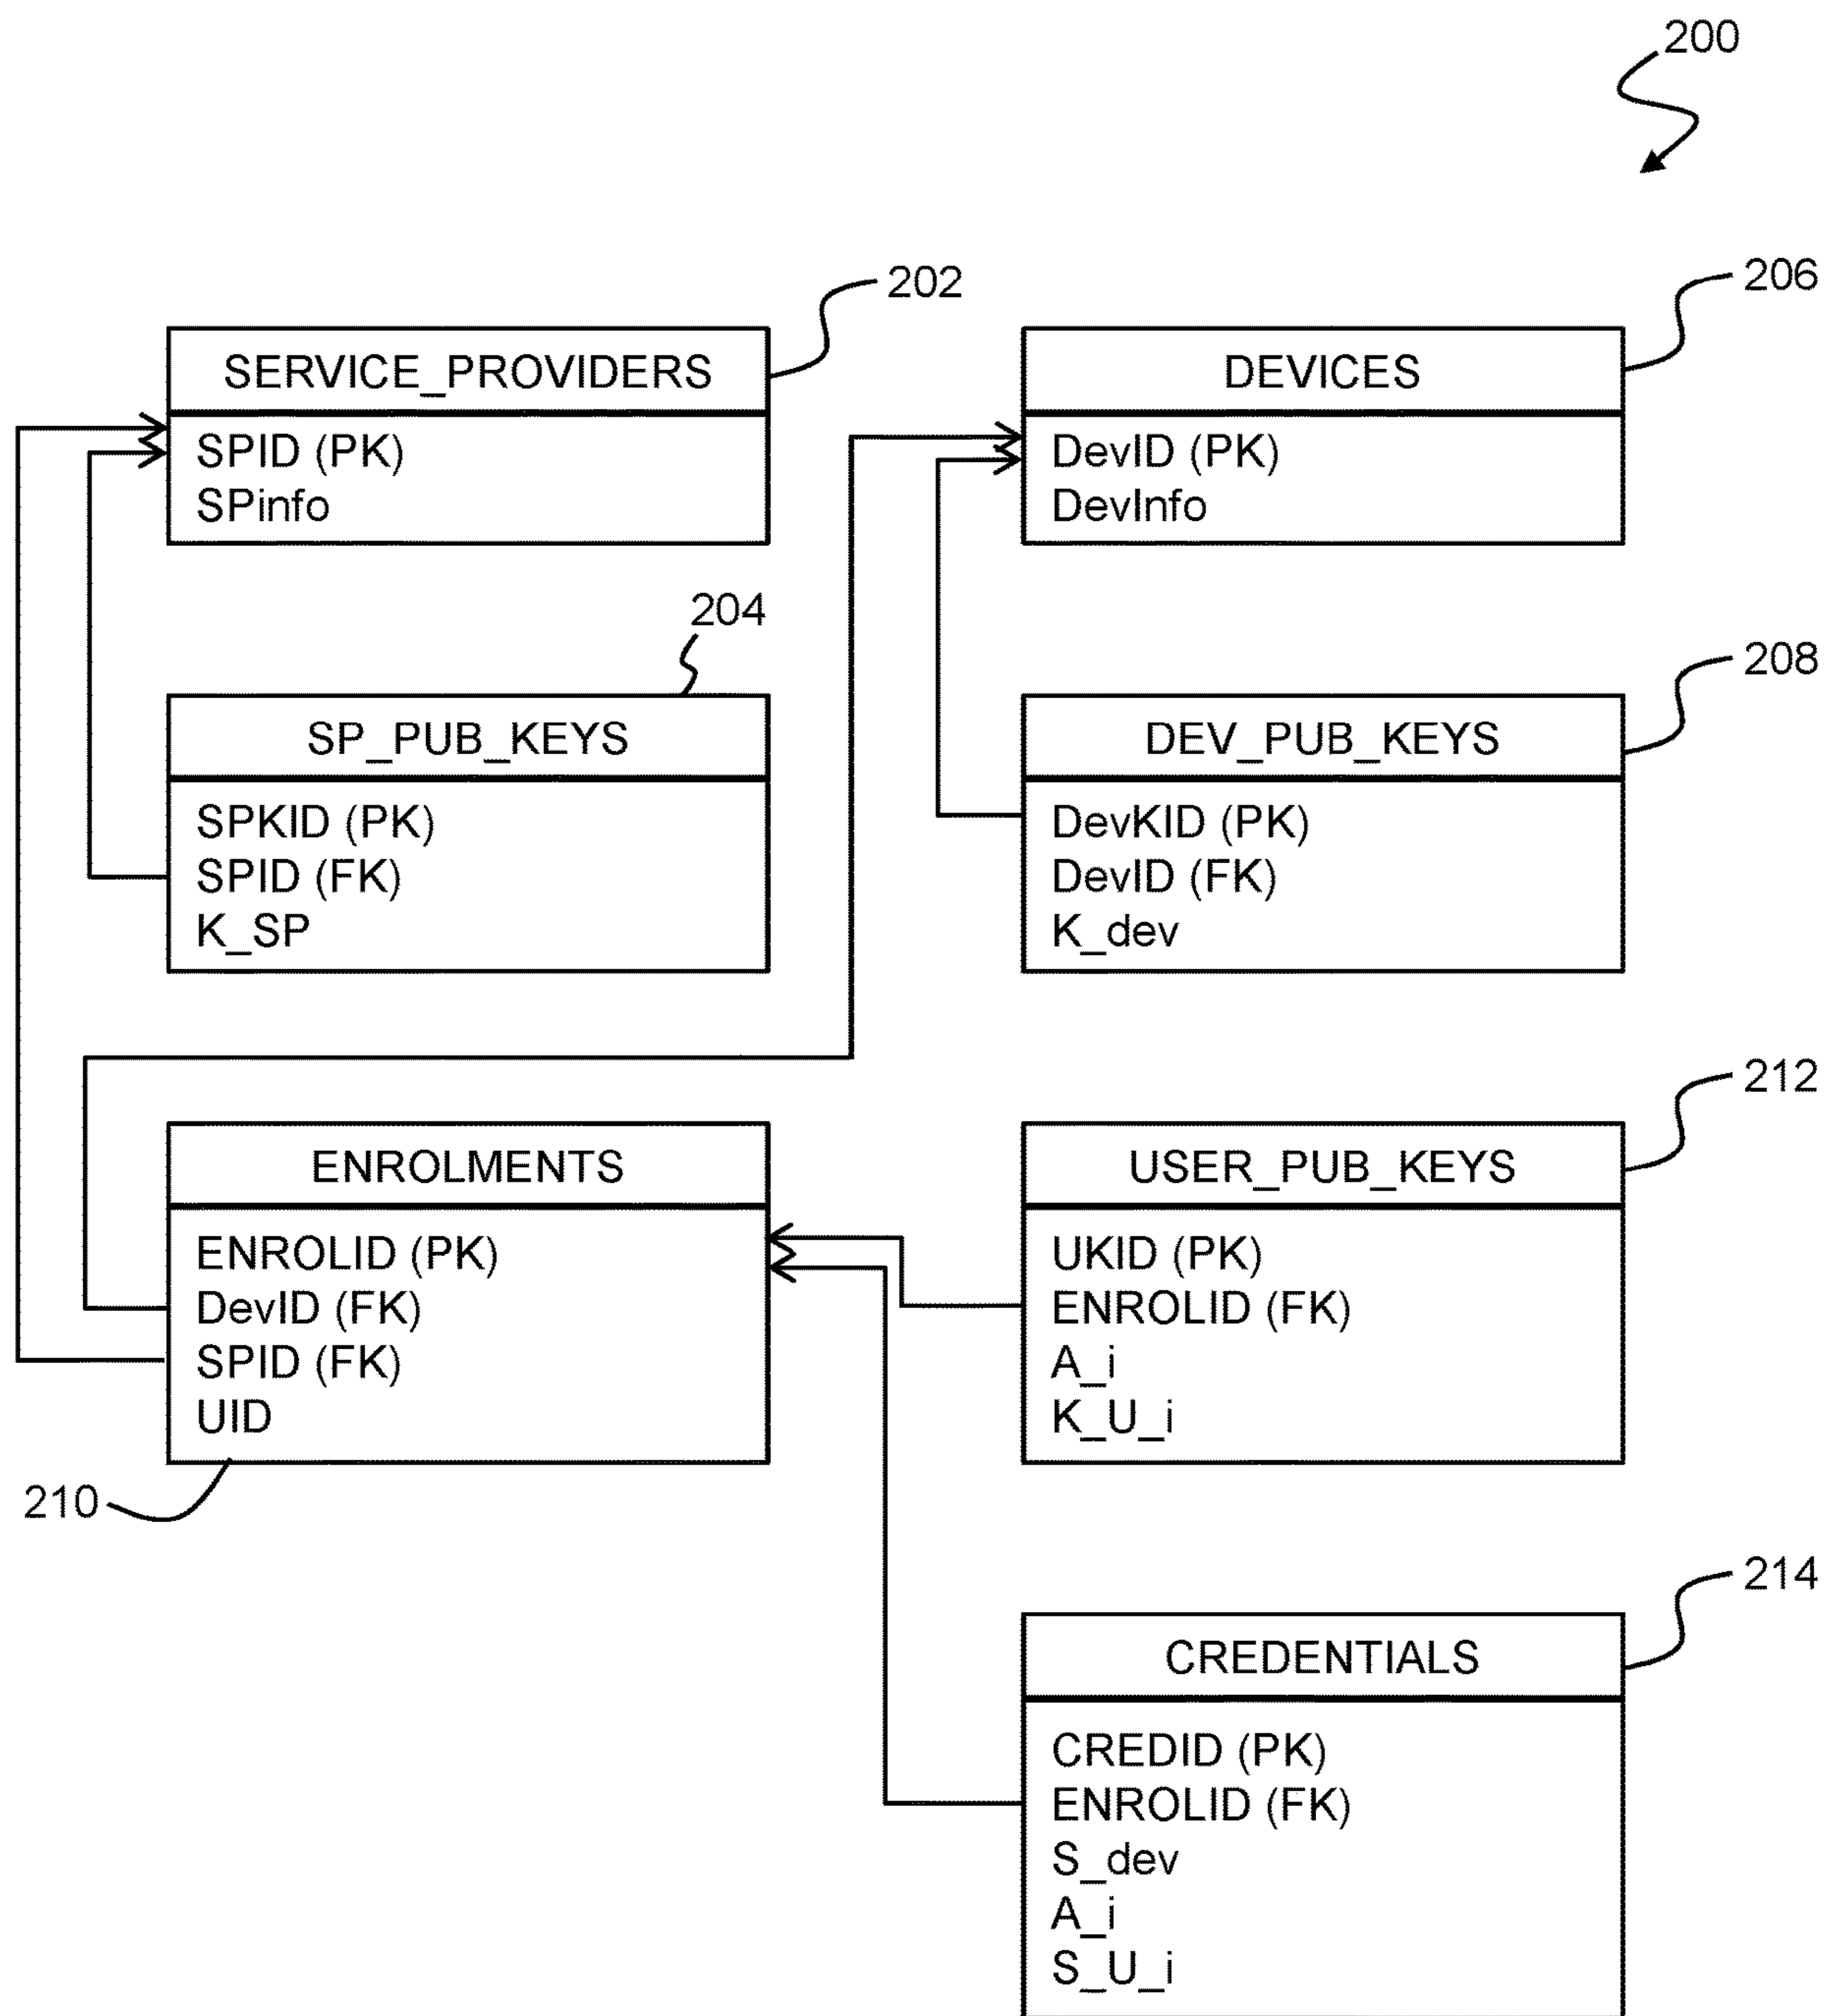 200
202
SERVICE_PROVIDERS
SPID (PK)
SPinfo
206
DEVICES
DevID (PK)
DevInfo
204
SP_PUB_KEYS
SPKID (PK)
SPID (FK)
K_SP
208
DEV_PUB_KEYS
DevKID (PK)
DevID (FK)
K_dev
ENROLMENTS
ENROLID (PK)
DevID (FK)
SPID (FK)
UID
210
212
USER_PUB_KEYS
UKID (PK)
ENROLID (FK)
A_i
K_U_i
214
CREDENTIALS
CREDID (PK)
ENROLID (FK)
S_dev
A_i
S_U_i